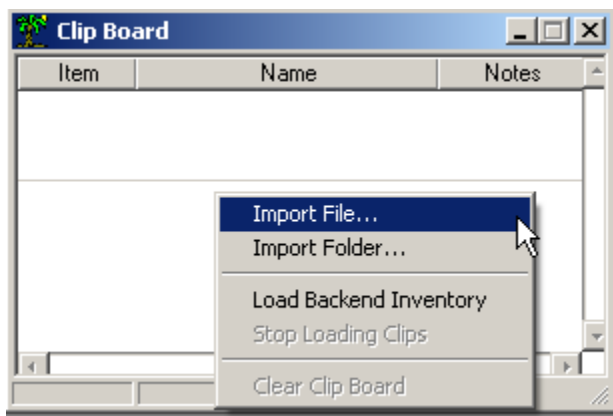 Clip Board
Item Name Notes
Import File...
Import Folder...
Load Backend Inventory
Stop Loading Clips
Clear Clip Board